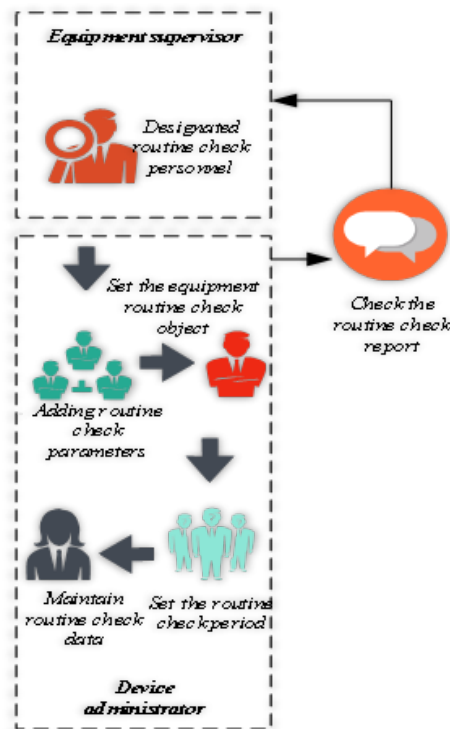 Equipment supervisor
Designated
routine check
personnel
Set the equipment
routine check
object
Check the
routine check
report
Adding routine
check
parameters
Maintain
routine check
data
Set the routine
check period
Device
administrator